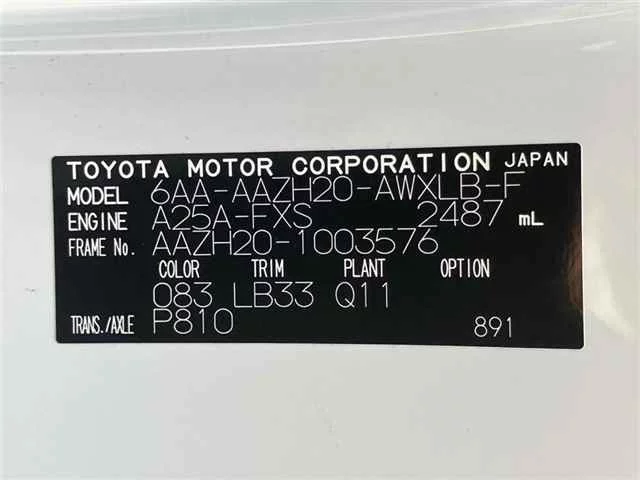 TOYOTA MOTOR CORPORATION JAPAN
MODEL 6AA-AAZH20-AWXLB-F
ENGINE A25A-FXS 2487 mL
FRAME No. AAZH20-1003576
COLOR TRIM PLANT OPTION
083 LB33 Q11
TRANS./AXLE P810 891